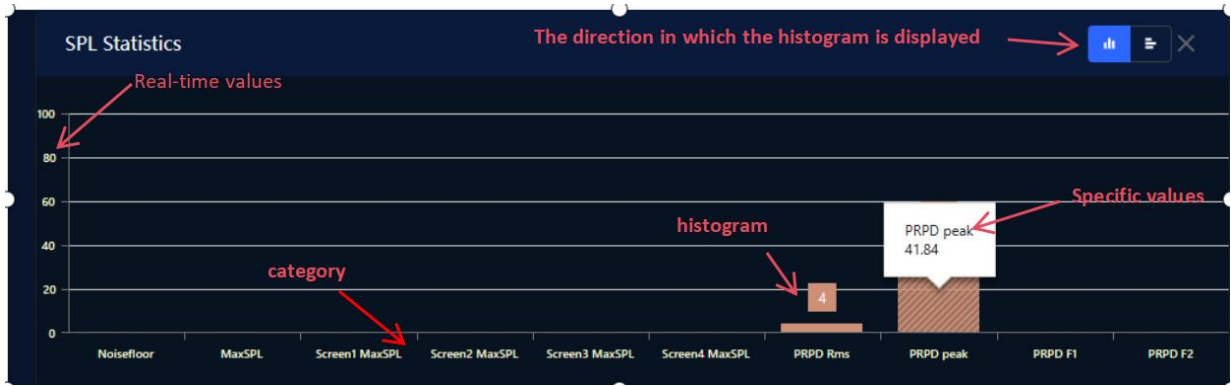 SPL Statistics
The direction in which the histogram is displayed
Real-time values
100
80
60
40
20
0
Specific values
PRPD peak
41.84
histogram
category
4
Noisefloor
MaxSPL
Screen1 MaxSPL
Screen2 MaxSPL
Screen3 MaxSPL
Screen4 MaxSPL
PRPD Rms
PRPD peak
PRPD F1
PRPD F2